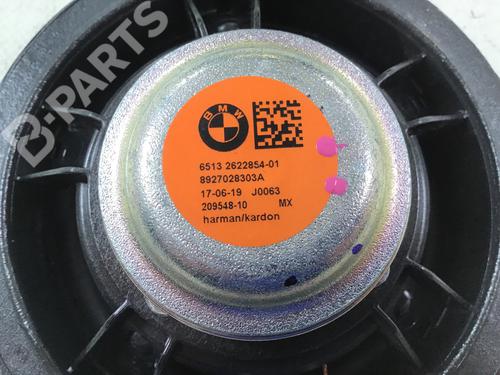 B-PARTS
BMW
6513 2622854-01
8927028303A
17-06-19 J0063
209548-10 MX
harman/kardon